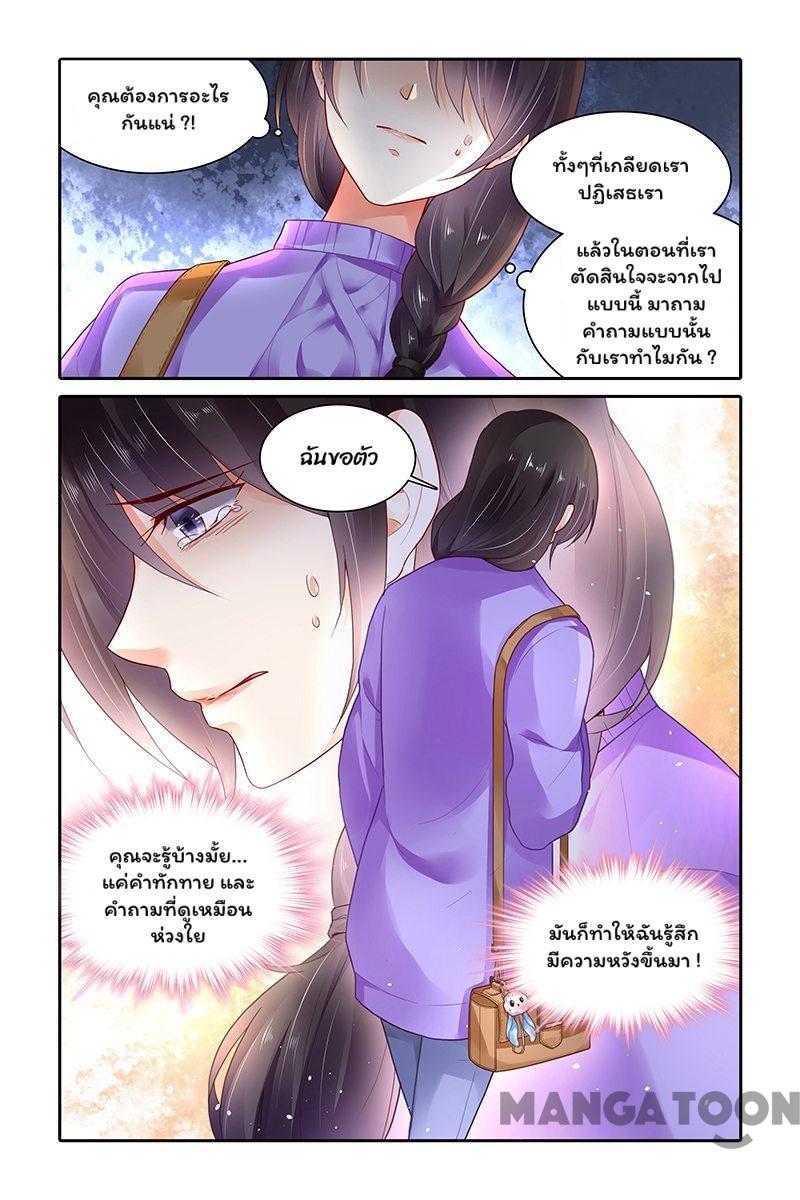 คุณต้องการอะไร
กันแน่ ?!
ทั้งๆที่เกลียดเรา
ปฏิเสธเรา
แล้วในตอนที่เรา
ตัดสินใจจะจากไป
แบบนี้ มาถาม
คำถามแบบนั้น
กับเราทำไมกัน ?
ฉันขอตัว
คุณจะรู้บ้างมั้ย...
แค่คำทักทาย และ
คำถามที่ดูเหมือน
ห่วงใย
มันก็ทำให้ฉันรู้สึก
มีความหวังขึ้นมา !
MANGATOON